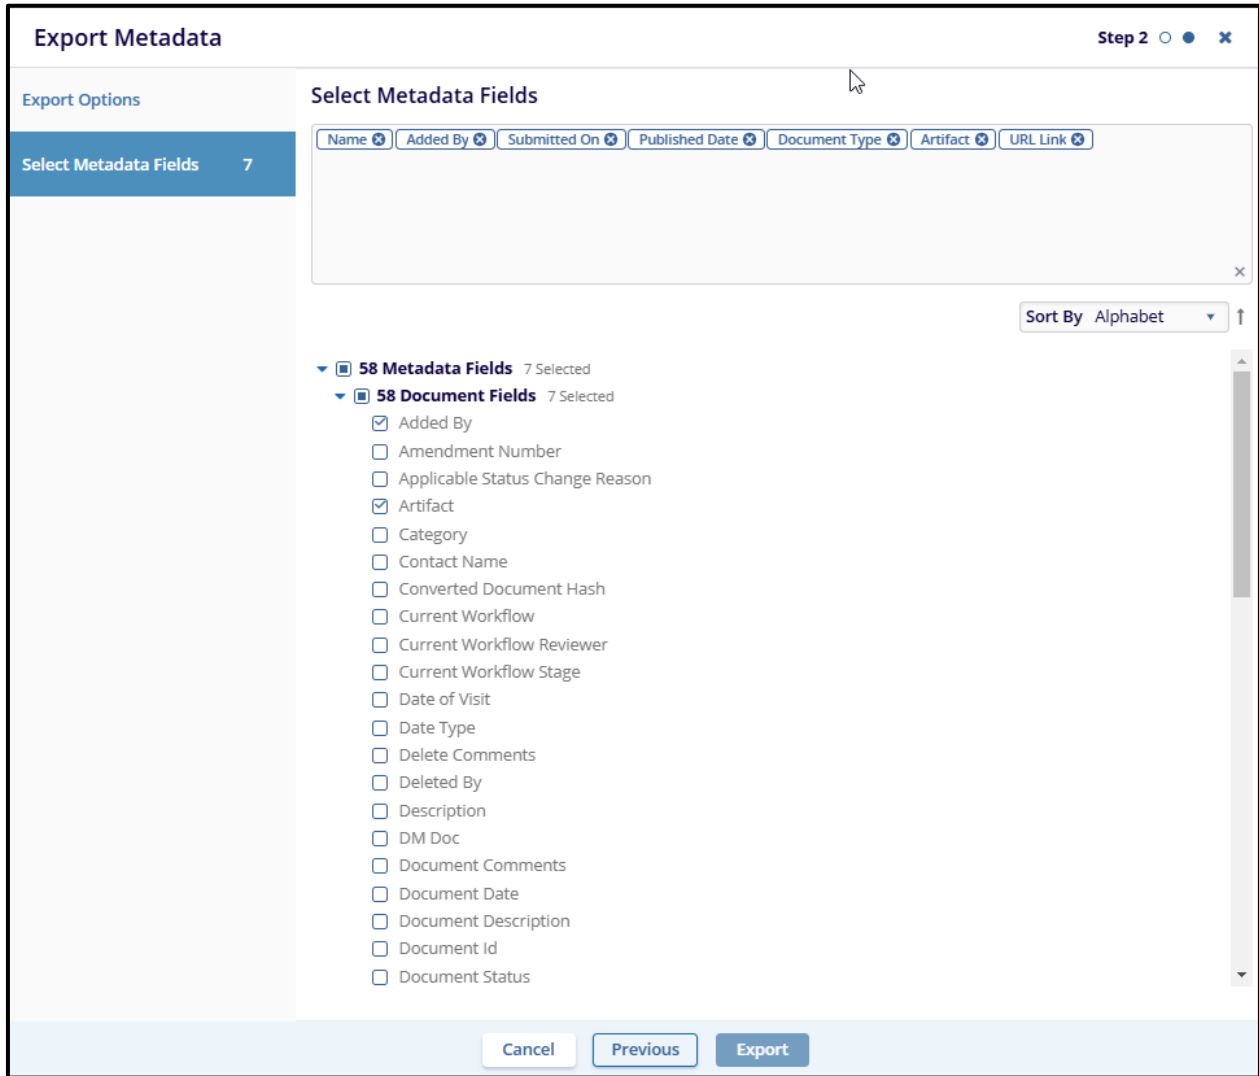 Export Metadata
Step 2
Export Options
Select Metadata Fields 7
Select Metadata Fields
Name Added By Submitted On Published Date Document Type Artifact URL Link
Sort By Alphabet
58 Metadata Fields 7 Selected
58 Document Fields 7 Selected
Added By
Amendment Number
Applicable Status Change Reason
Artifact
Category
Contact Name
Converted Document Hash
Current Workflow
Current Workflow Reviewer
Current Workflow Stage
Date of Visit
Date Type
Delete Comments
Deleted By
Description
DM Doc
Document Comments
Document Date
Document Description
Document Id
Document Status
Cancel Previous Export